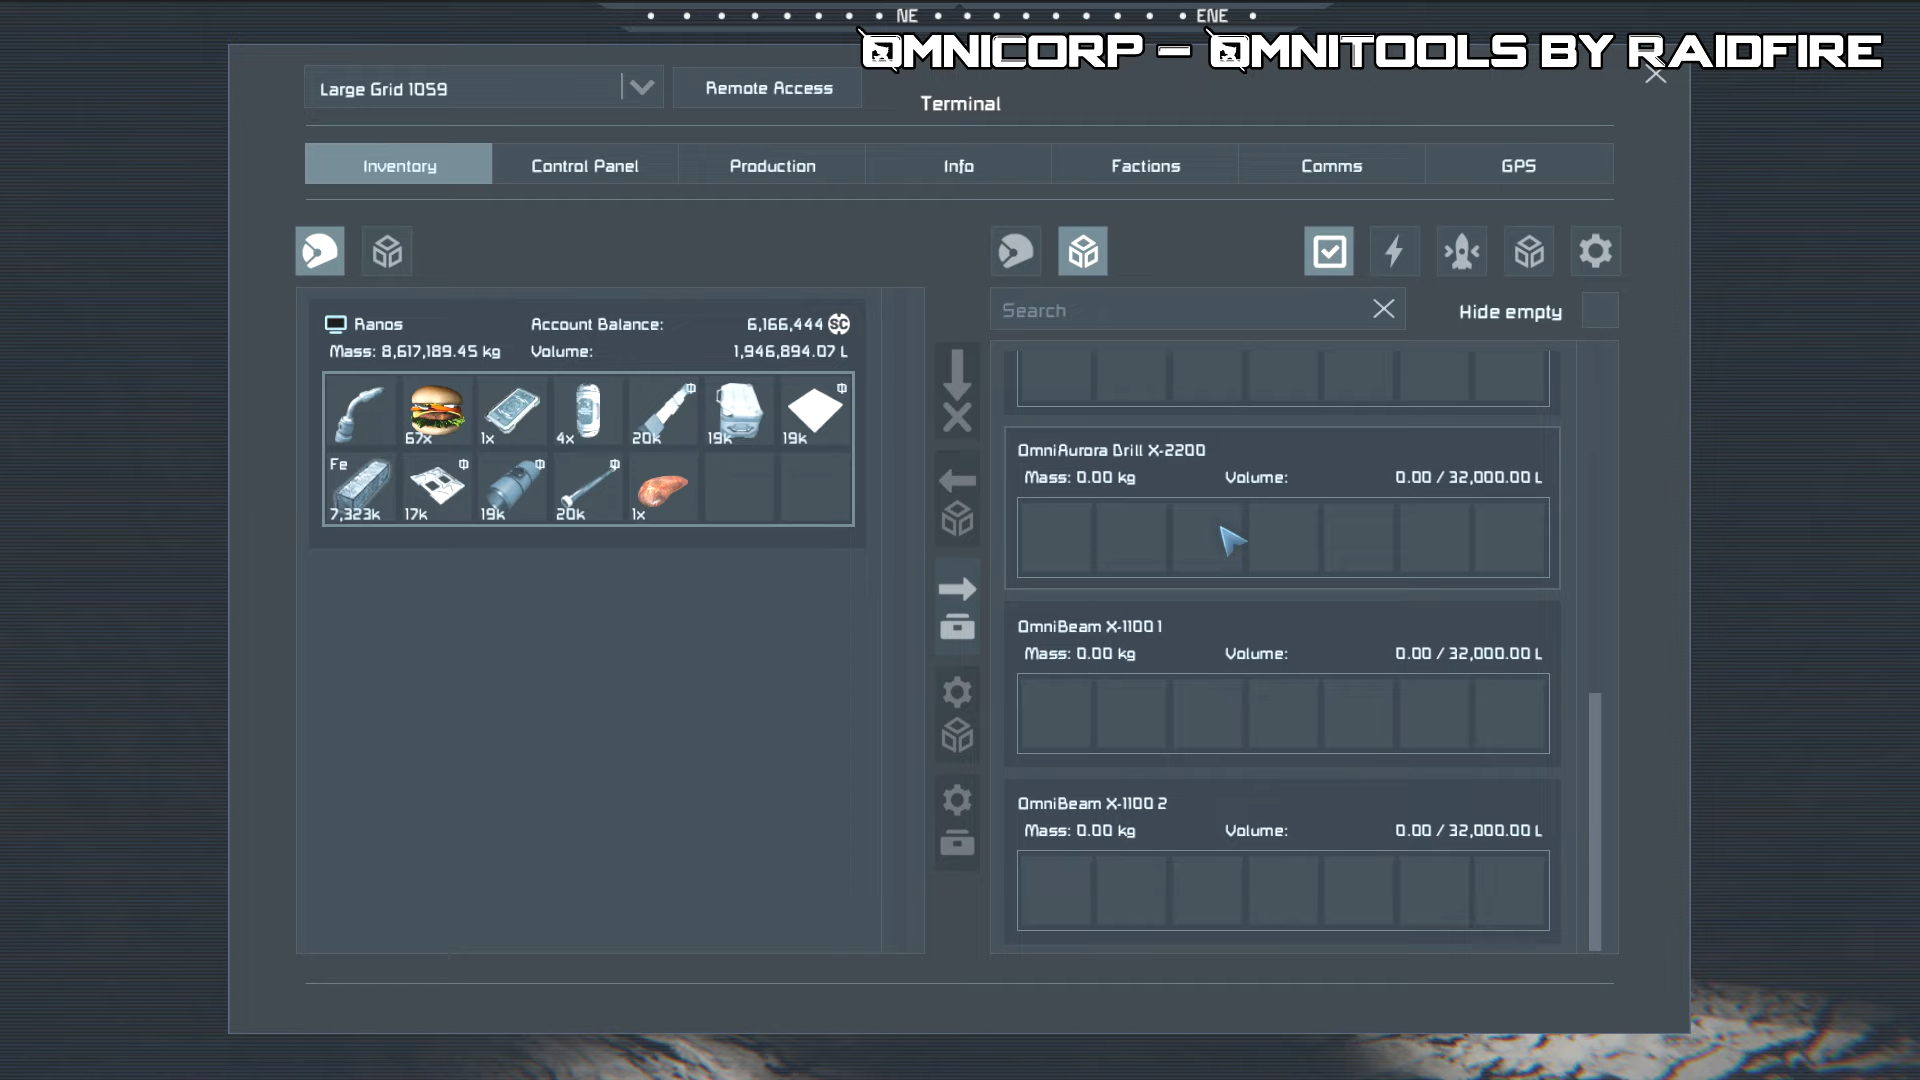 NE ENE
OMNICORP – OMNITOOLS BY RAIDFIRE
Large Grid 1059
Remote Access
Terminal
Inventory
Control Panel
Production
Info
Factions
Comms
GPS
Ranos
Account Balance: 6,166,444 SC
Mass: 8,617,189.45 kg Volume: 1,946,894.07 L
67x 1x 4x 20k 19k 19k
Fe
7,323k 17k 19k 20k 1x
Search
Hide empty
OmniAurora Drill X-2200
Mass: 0.00 kg Volume: 0.00 / 32,000.00 L
OmniBeam X-1100 1
Mass: 0.00 kg Volume: 0.00 / 32,000.00 L
OmniBeam X-1100 2
Mass: 0.00 kg Volume: 0.00 / 32,000.00 L